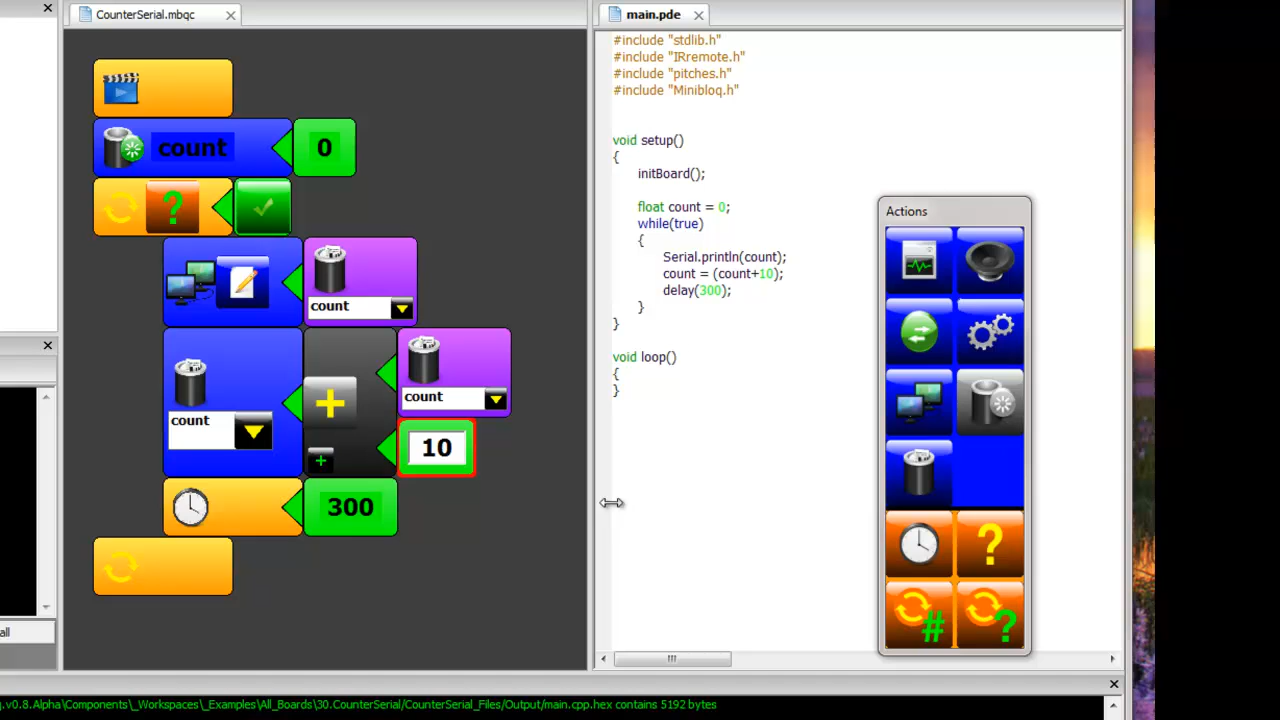 CounterSerial.mbqc
count
0
?
count
count
count
+
+
10
300
main.pde
#include "stdlib.h"
#include "IRremote.h"
#include "pitches.h"
#include "Minibloq.h"
void setup()
{
initBoard();
float count = 0;
while(true)
{
Serial.println(count);
count = (count+10);
delay(300);
}
}
void loop()
{
}
Actions
?
#
?
all
q.v0.8.Alpha\Components\_Workspaces\_Examples\All_Boards\30.CounterSerial/CounterSerial_Files/Output/main.cpp.hex contains 5192 bytes